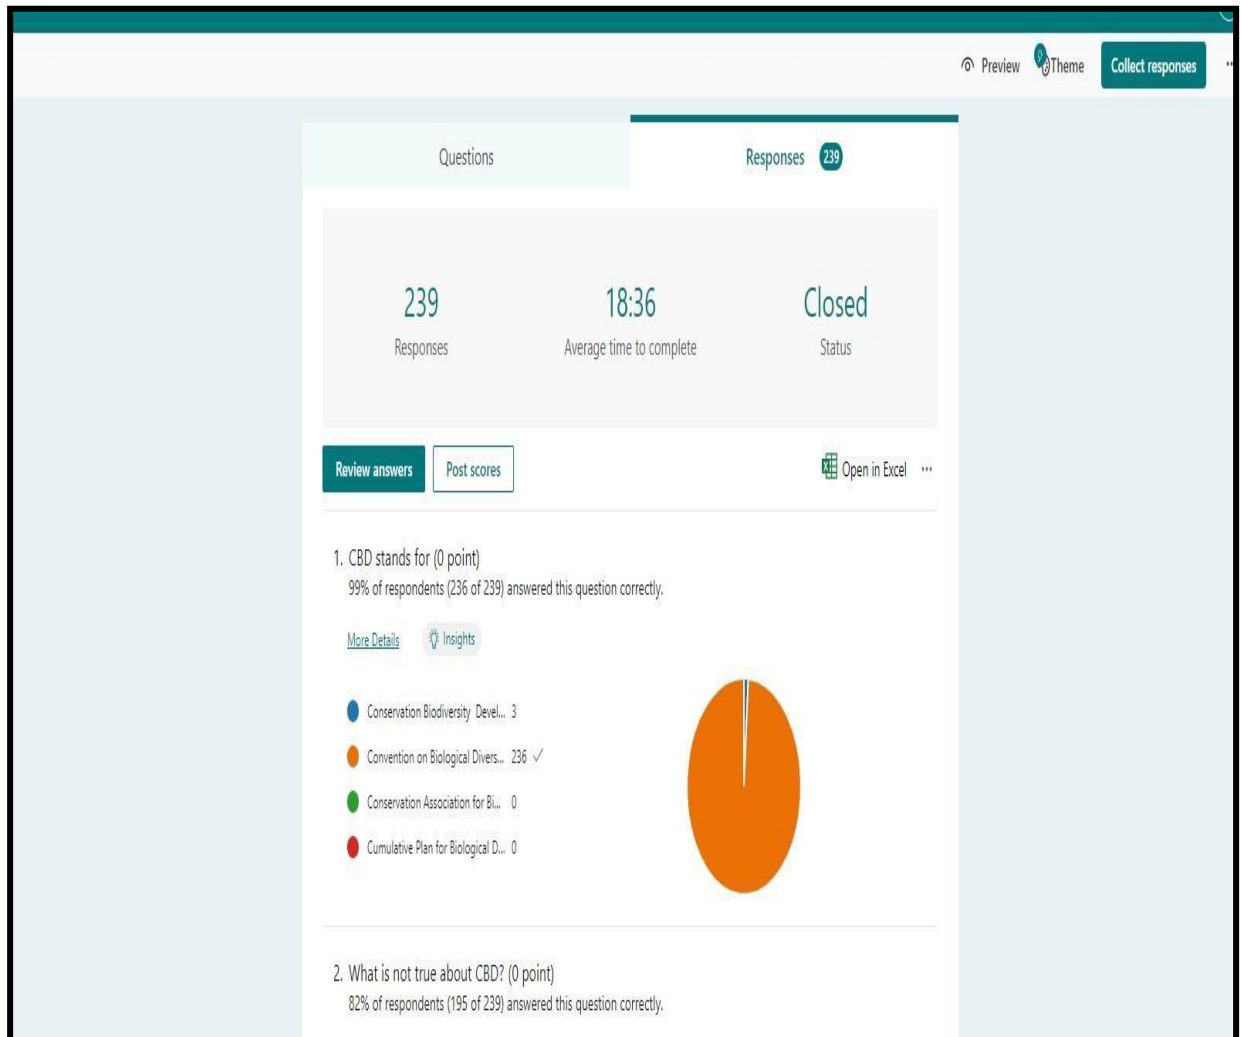 Preview Theme Collect responses ...
Questions Responses 239
239 18:36 Closed
Responses Average time to complete Status
Review answers Post scores Open in Excel ...
1. CBD stands for (0 point)
99% of respondents (236 of 239) answered this question correctly.
More Details Insights
Conservation Biodiversity Devel... 3
Convention on Biological Divers... 236 ✓
Conservation Association for Bi... 0
Cumulative Plan for Biological D... 0
2. What is not true about CBD? (0 point)
82% of respondents (195 of 239) answered this question correctly.